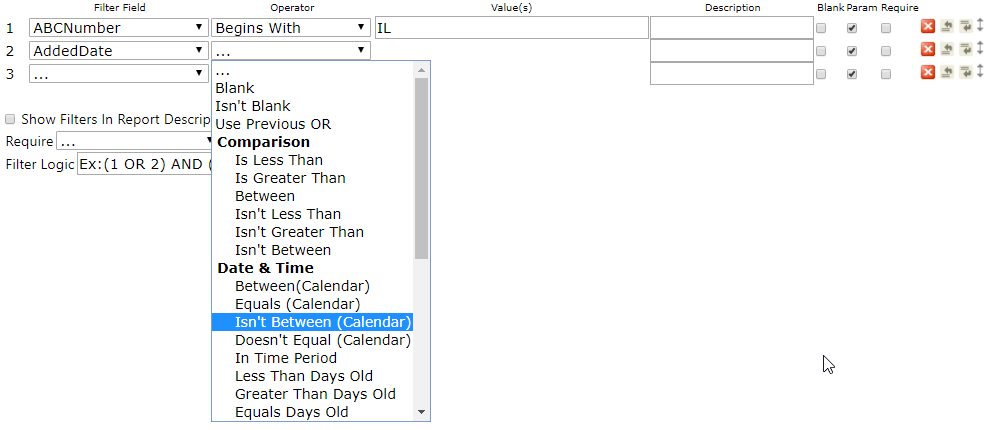 Filter Field Operator Value(s) Description Blank Param Require
1 ABCNumber Begins With IL
2 AddedDate ...
3 ...
...
Blank
Isn't Blank
Use Previous OR
Comparison
Is Less Than
Is Greater Than
Between
Isn't Less Than
Isn't Greater Than
Isn't Between
Date & Time
Between(Calendar)
Equals (Calendar)
Isn't Between (Calendar)
Doesn't Equal (Calendar)
In Time Period
Less Than Days Old
Greater Than Days Old
Equals Days Old
Show Filters In Report Descrip
Require ...
Filter Logic Ex:(1 OR 2) AND (